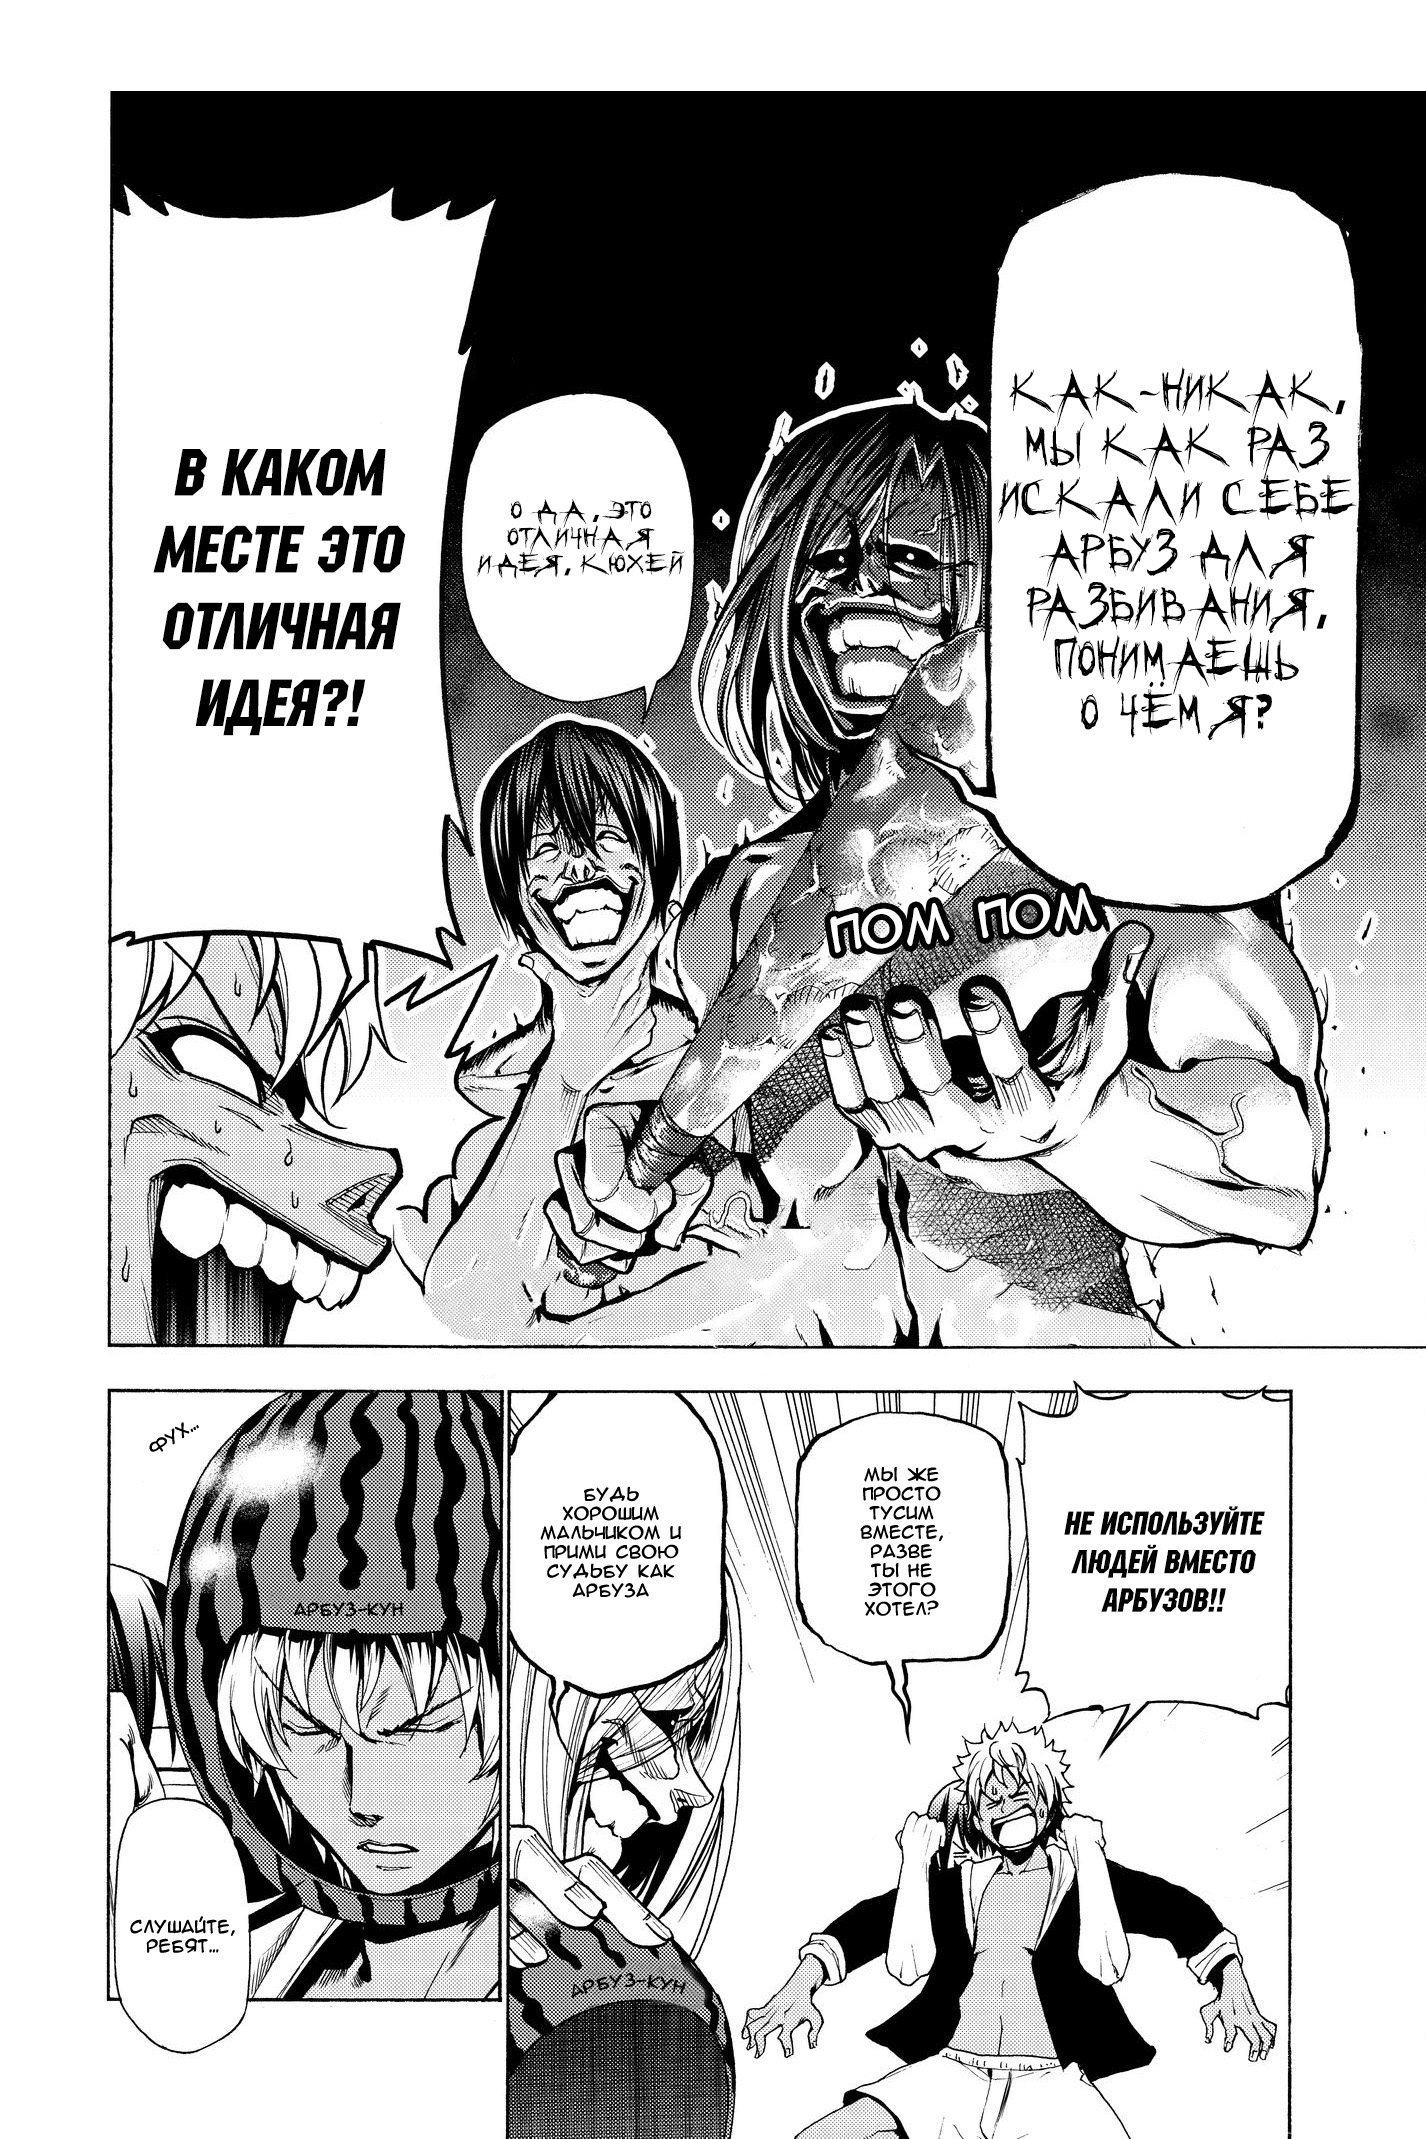 КАК-НИКАК,
МЫ КАК РАЗ
ИСКАЛИ СЕБЕ
АРБУЗ ДЛЯ
РАЗБИВАНИЯ,
ПОНИМАЕШЬ
О ЧЁМ Я?
О ДА, ЭТО
ОТЛИЧНАЯ
ИДЕЯ, КЮХЕЙ
В КАКОМ
МЕСТЕ ЭТО
ОТЛИЧНАЯ
ИДЕЯ?!
ПОМ ПОМ
НЕ ИСПОЛЬЗУЙТЕ
ЛЮДЕЙ ВМЕСТО
АРБУЗОВ!!
МЫ ЖЕ
ПРОСТО
ТУСИМ
ВМЕСТЕ,
РАЗВЕ
ТЫ НЕ
ЭТОГО
ХОТЕЛ?
БУДЬ
ХОРОШИМ
МАЛЬЧИКОМ И
ПРИМИ СВОЮ
СУДЬБУ КАК
АРБУЗА
АРБУЗ-КУН
ФУХ...
АРБУЗ-КУН
СЛУШАЙТЕ,
РЕБЯТ...